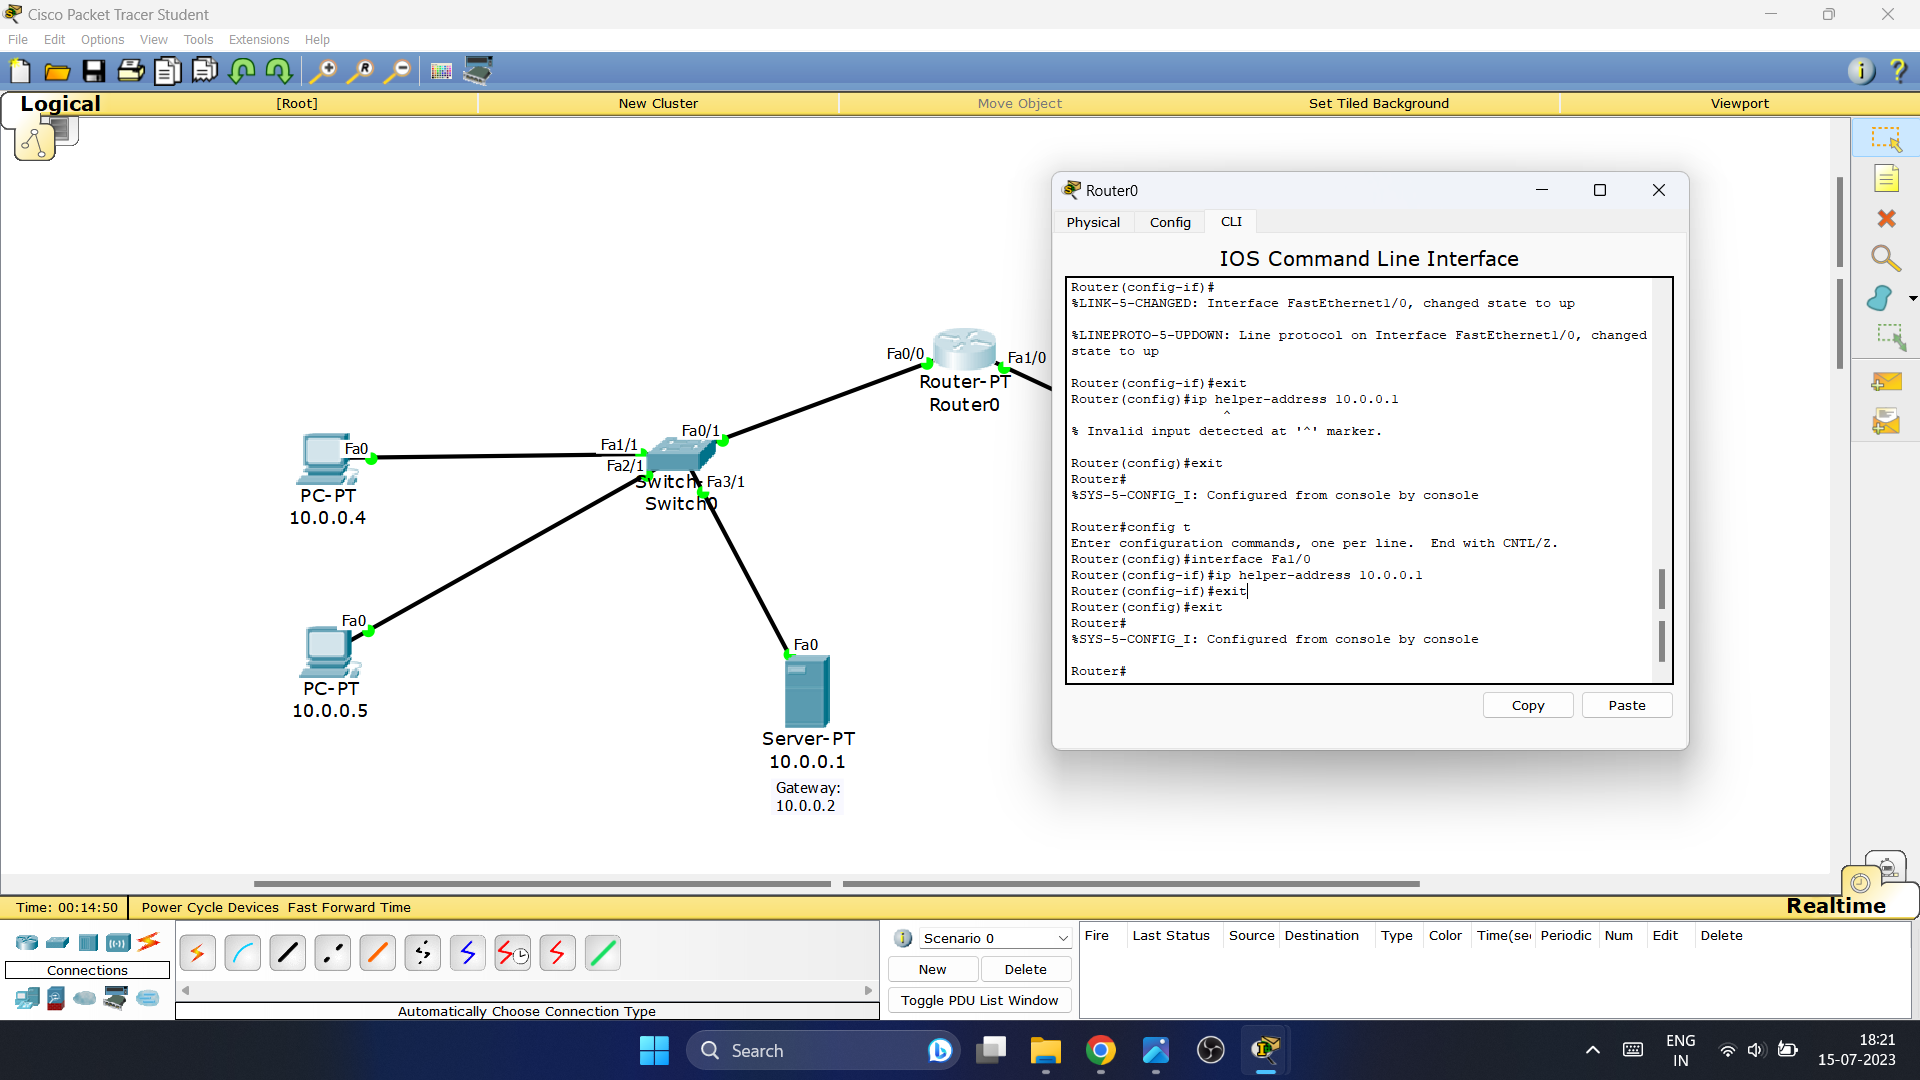 Cisco Packet Tracer Student
File Edit Options View Tools Extensions Help
Logical [Root] New Cluster Move Object Set Tiled Background Viewport
Router0
Physical Config CLI
IOS Command Line Interface
Router(config-if)#
%LINK-5-CHANGED: Interface FastEthernet1/0, changed state to up
%LINEPROTO-5-UPDOWN: Line protocol on Interface FastEthernet1/0, changed
state to up
Router(config-if)#exit
Router(config)#ip helper-address 10.0.0.1
^
% Invalid input detected at '^' marker.
Router(config)#exit
Router#
%SYS-5-CONFIG_I: Configured from console by console
Router#config t
Enter configuration commands, one per line.  End with CNTL/Z.
Router(config)#interface Fa1/0
Router(config-if)#ip helper-address 10.0.0.1
Router(config-if)#exit
Router(config)#exit
Router#
%SYS-5-CONFIG_I: Configured from console by console
Router#
Copy Paste
Fa0/0
Fa1/0
Router-PT
Router0
Fa0/1
Fa1/1
Fa2/1
Fa3/1
Switch-
Switch0
Fa0
PC-PT
10.0.0.4
Fa0
PC-PT
10.0.0.5
Fa0
Server-PT
10.0.0.1
Gateway:
10.0.0.2
Time: 00:14:50 Power Cycle Devices Fast Forward Time
Realtime
Connections
Automatically Choose Connection Type
Scenario 0
New Delete
Toggle PDU List Window
Fire Last Status Source Destination Type Color Time(sec Periodic Num Edit Delete
Search
ENG
IN
18:21
15-07-2023